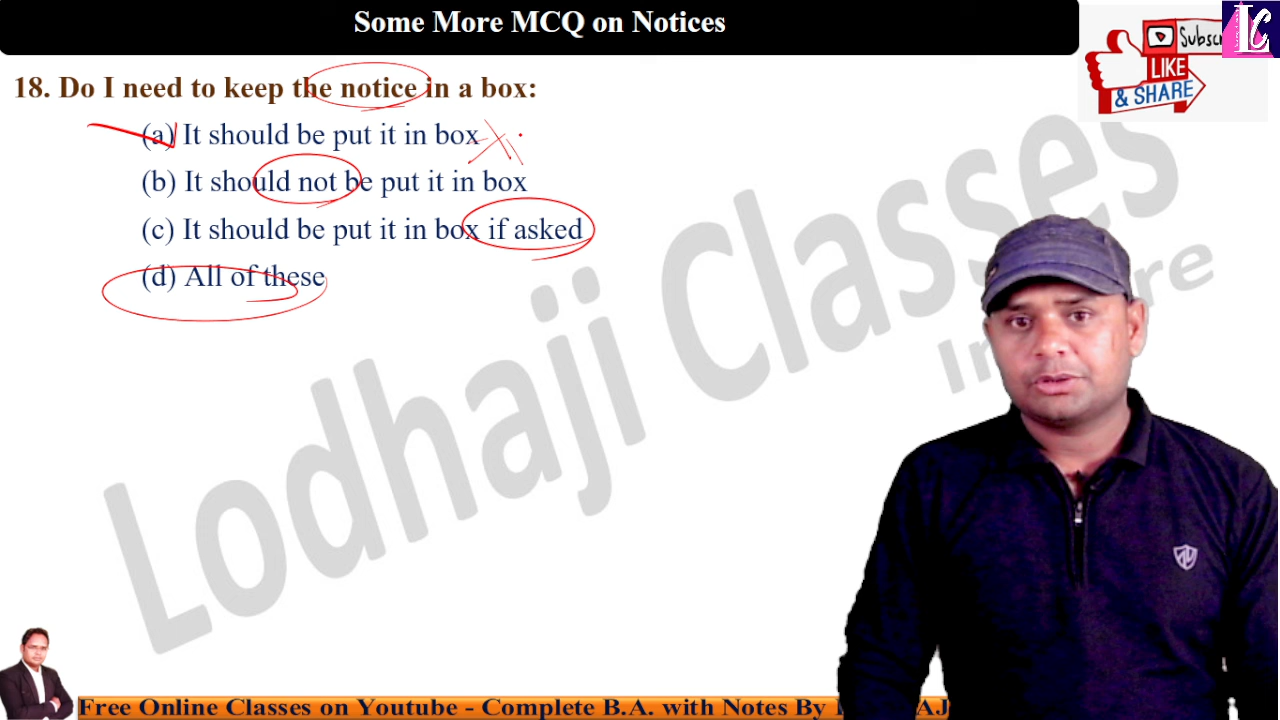 Some More MCQ on Notices
Subscr
LC
LIKE
& SHARE
18. Do I need to keep the notice in a box:
(a) It should be put it in box
(b) It should not be put it in box
(c) It should be put it in box if asked
(d) All of these
Lodhaji Classes
Free Online Classes on Youtube - Complete B.A. with Notes By